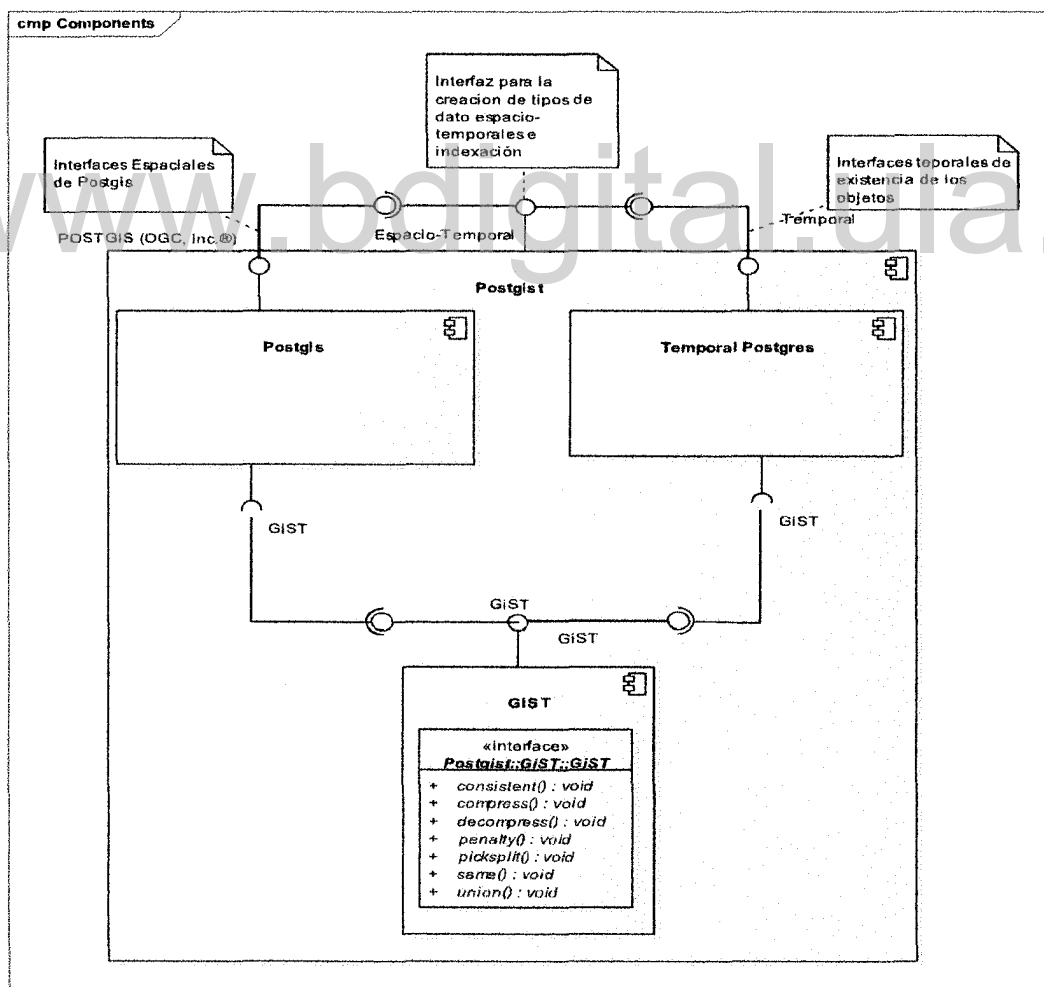 cmp Components
Interfaz para la
creacion de tipos de
dato espacio-
temporales e
indexación
Interfaces Espaciales
de Postgis
Interfaces toporales de
existencia de los
objetos
www.bdigital.ula.
POSTGIS (OGC, Inc.®)
Espacio-Temporal
Temporal
Postgist
Postgis
Temporal Postgres
GiST
GiST
GiST
GiST
GIST
«interface»
Postgist::GiST::GiST
+ consistent() : void
+ compress() : void
+ decompress() : void
+ penalty() : void
+ picksplit() : void
+ same() : void
+ union() : void